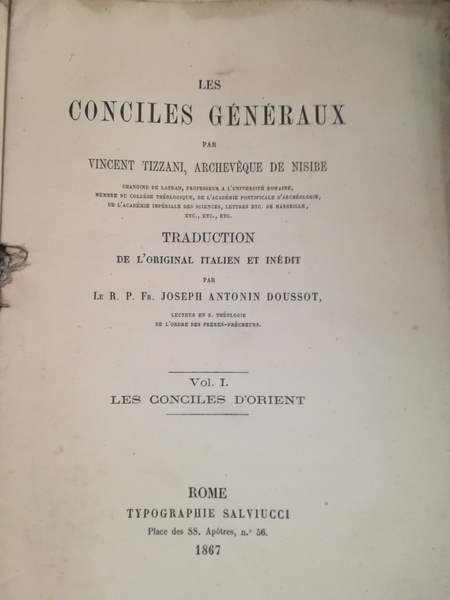 LES
CONCILES GÉNÉRAUX
PAR
VINCENT TIZZANI, ARCHEVÊQUE DE NISIBE
CHANOINE DE LATRAN, PROFESSEUR A L'UNIVERSITÉ ROMAINE,
MEMBRE DU COLLÉGE THÉOLOGIQUE, DE L'ACADÉMIE PONTIFICALE D'ARCHÉOLOGIE,
DE L'ACADÉMIE IMPÉRIALE DES SCIENCES, LETTRES ETC. DE MARSEILLE,
ETC., ETC., ETC.
TRADUCTION
DE L'ORIGINAL ITALIEN ET INÉDIT
PAR
LE R. P. FR. JOSEPH ANTONIN DOUSSOT,
LECTEUR EN S. THÉOLOGIE
DE L'ORDRE DES FRERES-PRÊCHEURS.
Vol. I.
LES CONCILES D'ORIENT
ROME
TYPOGRAPHIE SALVIUCCI
Place des SS. Apôtres, n.° 56.
1867